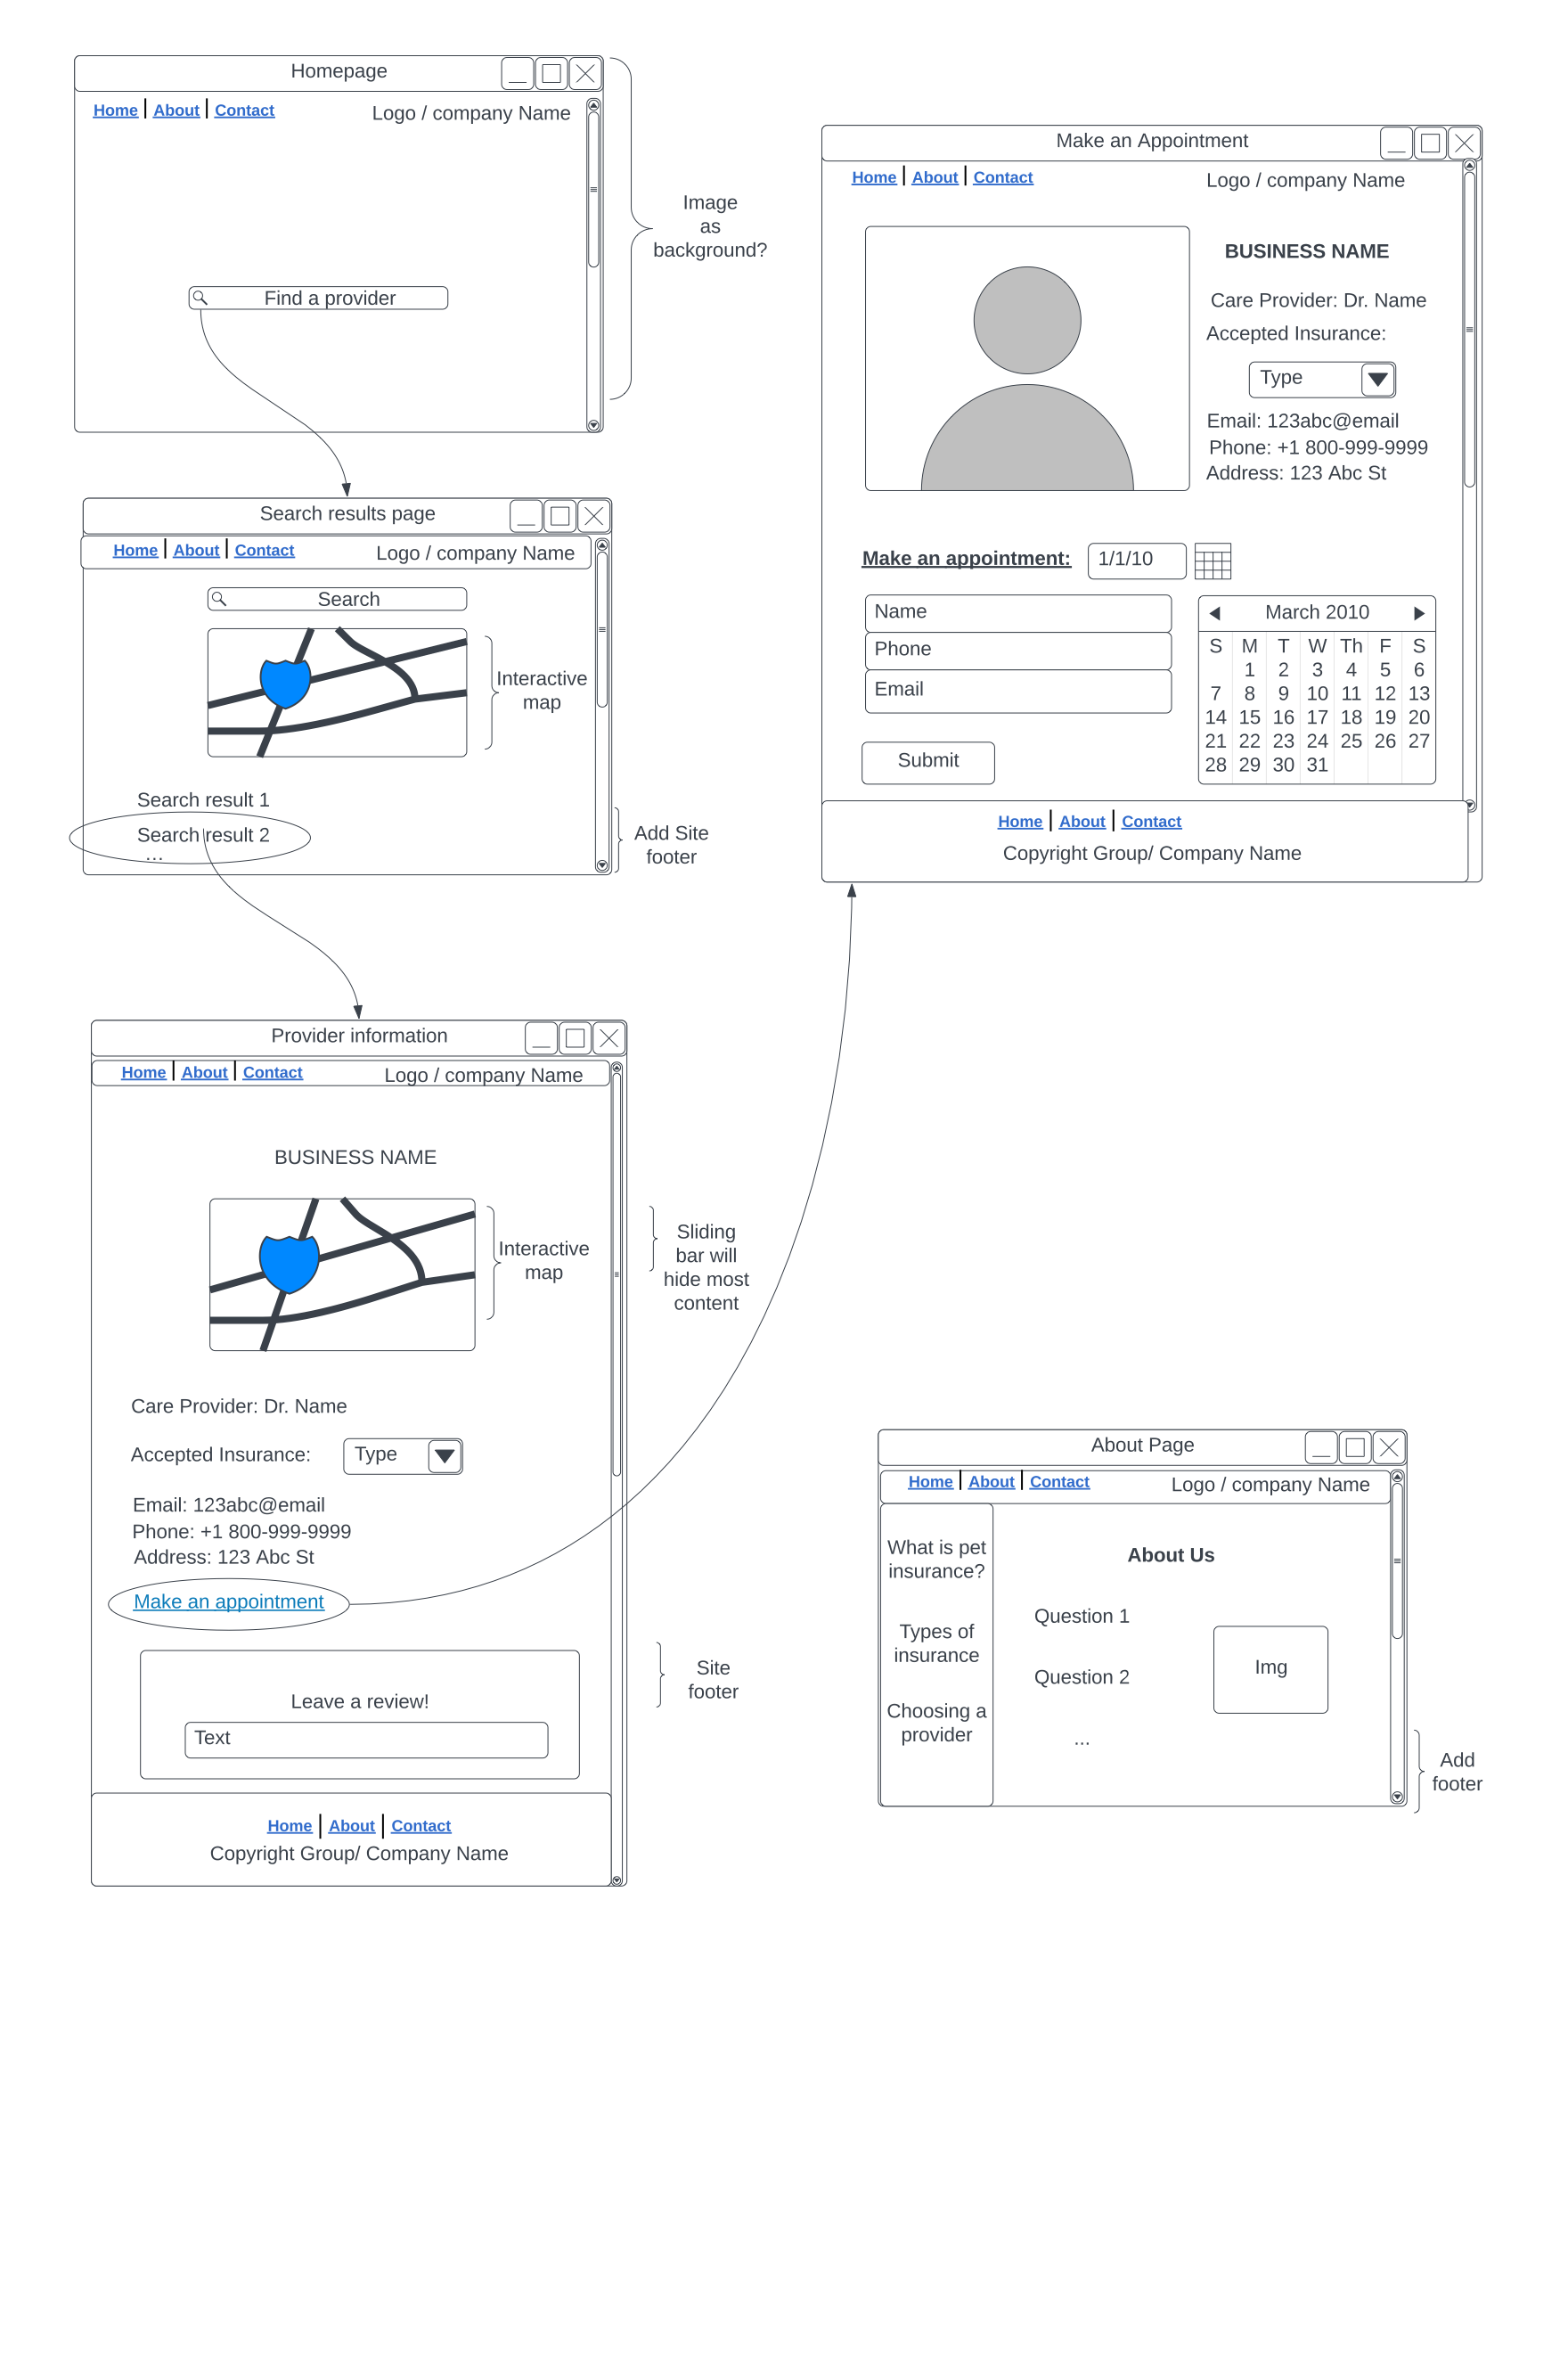 Homepage
Home | About | Contact
Logo / company Name
Find a provider
Image
as
background?
Search results page
Home | About | Contact
Logo / company Name
Search
Interactive
map
Search result 1
Search result 2
...
Add Site
footer
Provider information
Home | About | Contact
Logo / company Name
BUSINESS NAME
Interactive
map
Sliding
bar will
hide most
content
Care Provider: Dr. Name
Accepted Insurance:
Type
Email: 123abc@email
Phone: +1 800-999-9999
Address: 123 Abc St
Make an appointment
Leave a review!
Text
Site
footer
Home | About | Contact
Copyright Group/ Company Name
Make an Appointment
Home | About | Contact
Logo / company Name
BUSINESS NAME
Care Provider: Dr. Name
Accepted Insurance:
Type
Email: 123abc@email
Phone: +1 800-999-9999
Address: 123 Abc St
Make an appointment:
1/1/10
Name
Phone
Email
Submit
March 2010
S M T W Th F S
1 2 3 4 5 6
7 8 9 10 11 12 13
14 15 16 17 18 19 20
21 22 23 24 25 26 27
28 29 30 31
Home | About | Contact
Copyright Group/ Company Name
About Page
Home | About | Contact
Logo / company Name
What is pet
insurance?
Types of
insurance
Choosing a
provider
About Us
Question 1
Question 2
...
Img
Add
footer